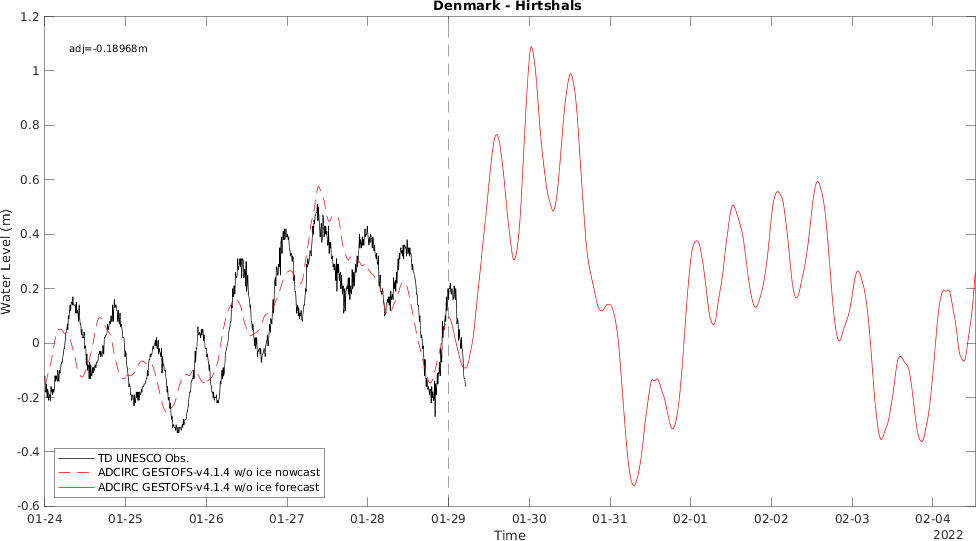 Denmark - Hirtshals
adj=-0.18968m
Water Level (m)
1.2
1
0.8
0.6
0.4
0.2
0
-0.2
-0.4
-0.6
TD UNESCO Obs.
ADCIRC GESTOFS-v4.1.4 w/o ice nowcast
ADCIRC GESTOFS-v4.1.4 w/o ice forecast
01-24 01-25 01-26 01-27 01-28 01-29 01-30 01-31 02-01 02-02 02-03 02-04
Time
2022